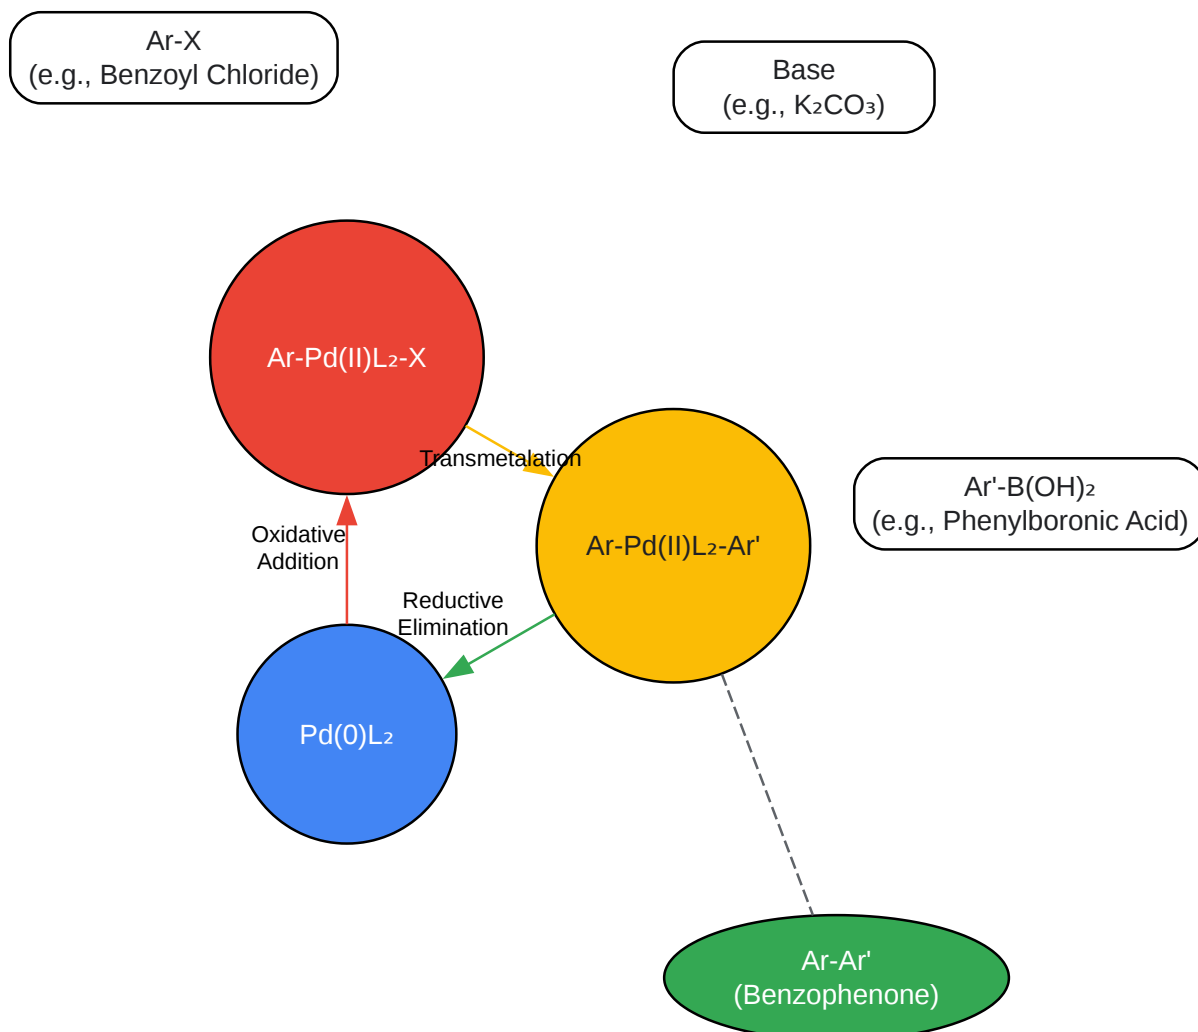 Ar-X
(e.g., Benzoyl Chloride)
Base
(e.g., K₂CO₃)
Ar-Pd(II)L₂-X
Transmetalation
Ar'-B(OH)₂
(e.g., Phenylboronic Acid)
Oxidative
Addition
Ar-Pd(II)L₂-Ar'
Reductive
Elimination
Pd(0)L₂
Ar-Ar'
(Benzophenone)